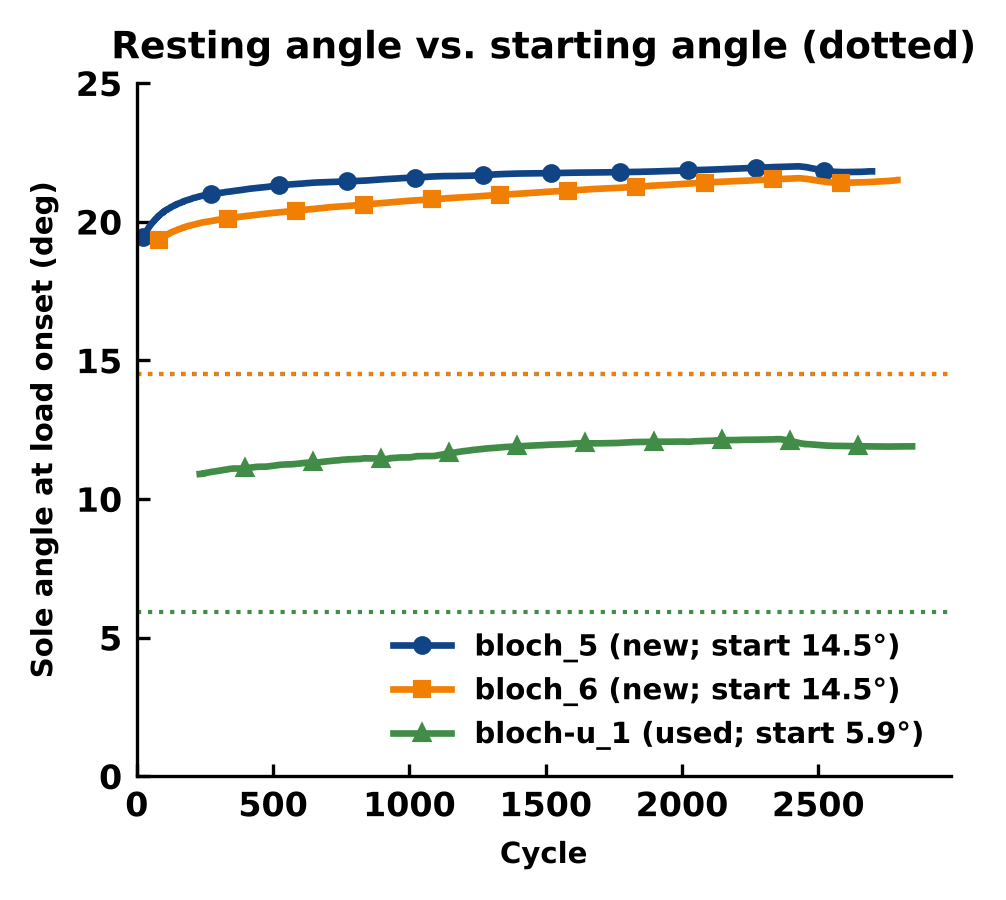 Resting angle vs. starting angle (dotted)
25
20
15
10
5
0
Sole angle at load onset (deg)
bloch_5 (new; start 14.5°)
bloch_6 (new; start 14.5°)
bloch-u_1 (used; start 5.9°)
0 500 1000 1500 2000 2500
Cycle